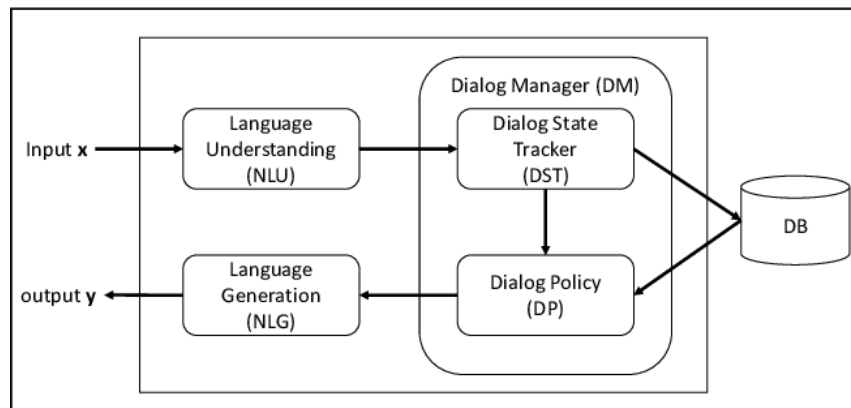 Dialog Manager (DM)
Input x
Language
Understanding
(NLU)
Dialog State
Tracker
(DST)
DB
output y
Language
Generation
(NLG)
Dialog Policy
(DP)